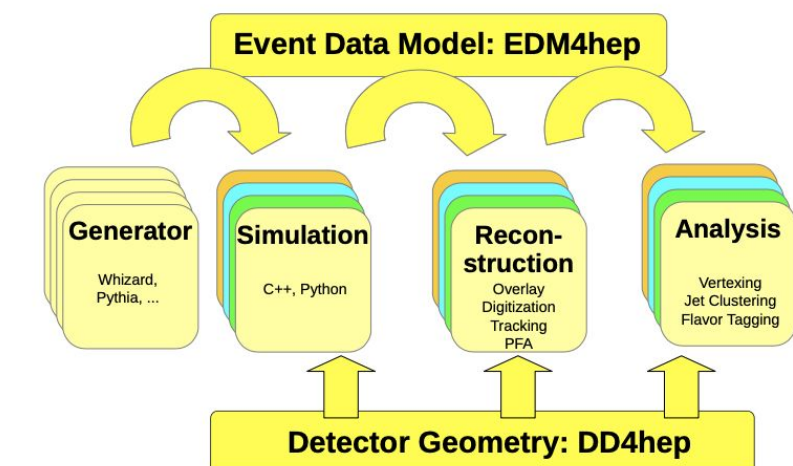 Event Data Model: EDM4hep
Generator
Whizard,
Pythia, ...
Simulation
C++, Python
Recon-
struction
Overlay
Digitization
Tracking
PFA
Analysis
Vertexing
Jet Clustering
Flavor Tagging
Detector Geometry: DD4hep